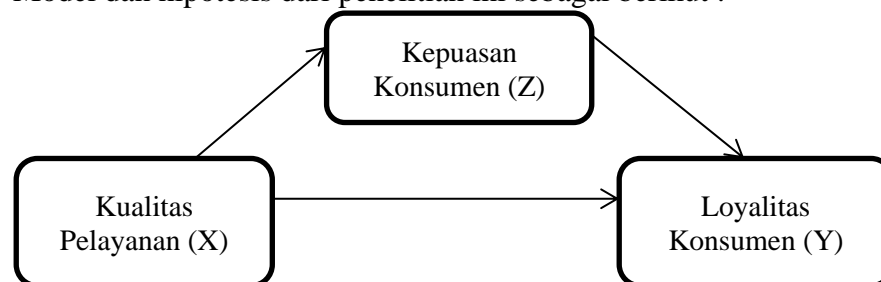 Model dan hipotesis dari penelitian ini sebagai berikut :
Kepuasan
Konsumen (Z)
Kualitas
Pelayanan (X)
Loyalitas
Konsumen (Y)